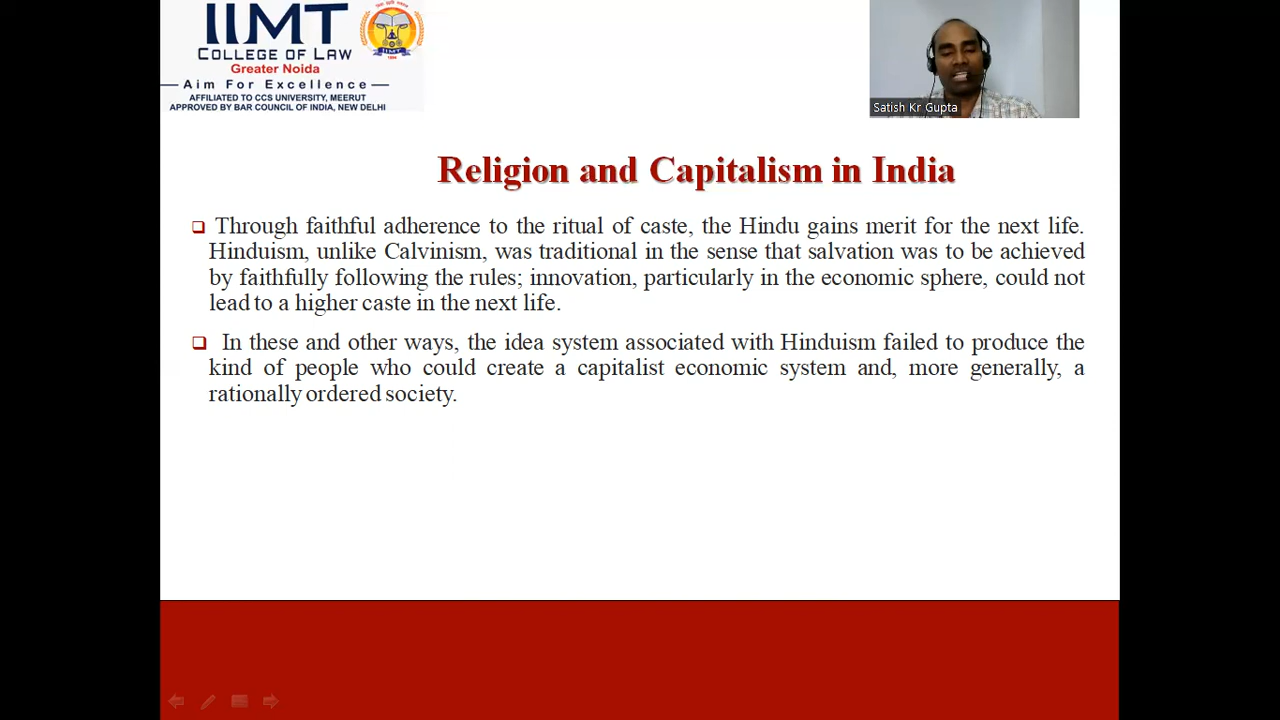 IIMT
COLLEGE OF LAW
Greater Noida
Aim For Excellence
AFFILIATED TO CCS UNIVERSITY, MEERUT
APPROVED BY BAR COUNCIL OF INDIA, NEW DELHI
IIMT
Satish Kr Gupta
Religion and Capitalism in India
Through faithful adherence to the ritual of caste, the Hindu gains merit for the next life.
Hinduism, unlike Calvinism, was traditional in the sense that salvation was to be achieved
by faithfully following the rules; innovation, particularly in the economic sphere, could not
lead to a higher caste in the next life.
In these and other ways, the idea system associated with Hinduism failed to produce the
kind of people who could create a capitalist economic system and, more generally, a
rationally ordered society.